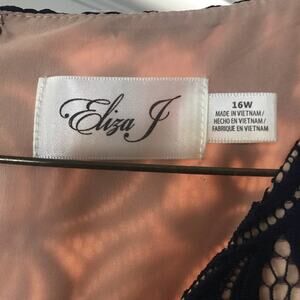 Eliza J
16W
MADE IN VIETNAM/
HECHO EN VIETNAM/
FABRIQUE EN VIETNAM